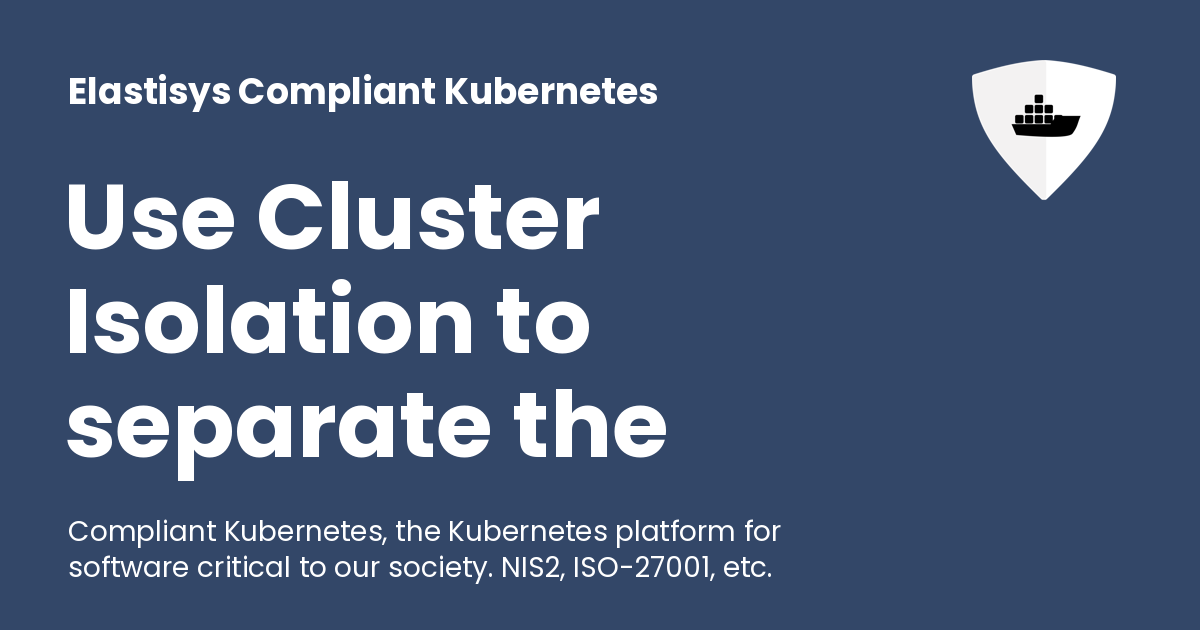 Elastisys Compliant Kubernetes
Use Cluster
Isolation to
separate the
Compliant Kubernetes, the Kubernetes platform for
software critical to our society. NIS2, ISO-27001, etc.